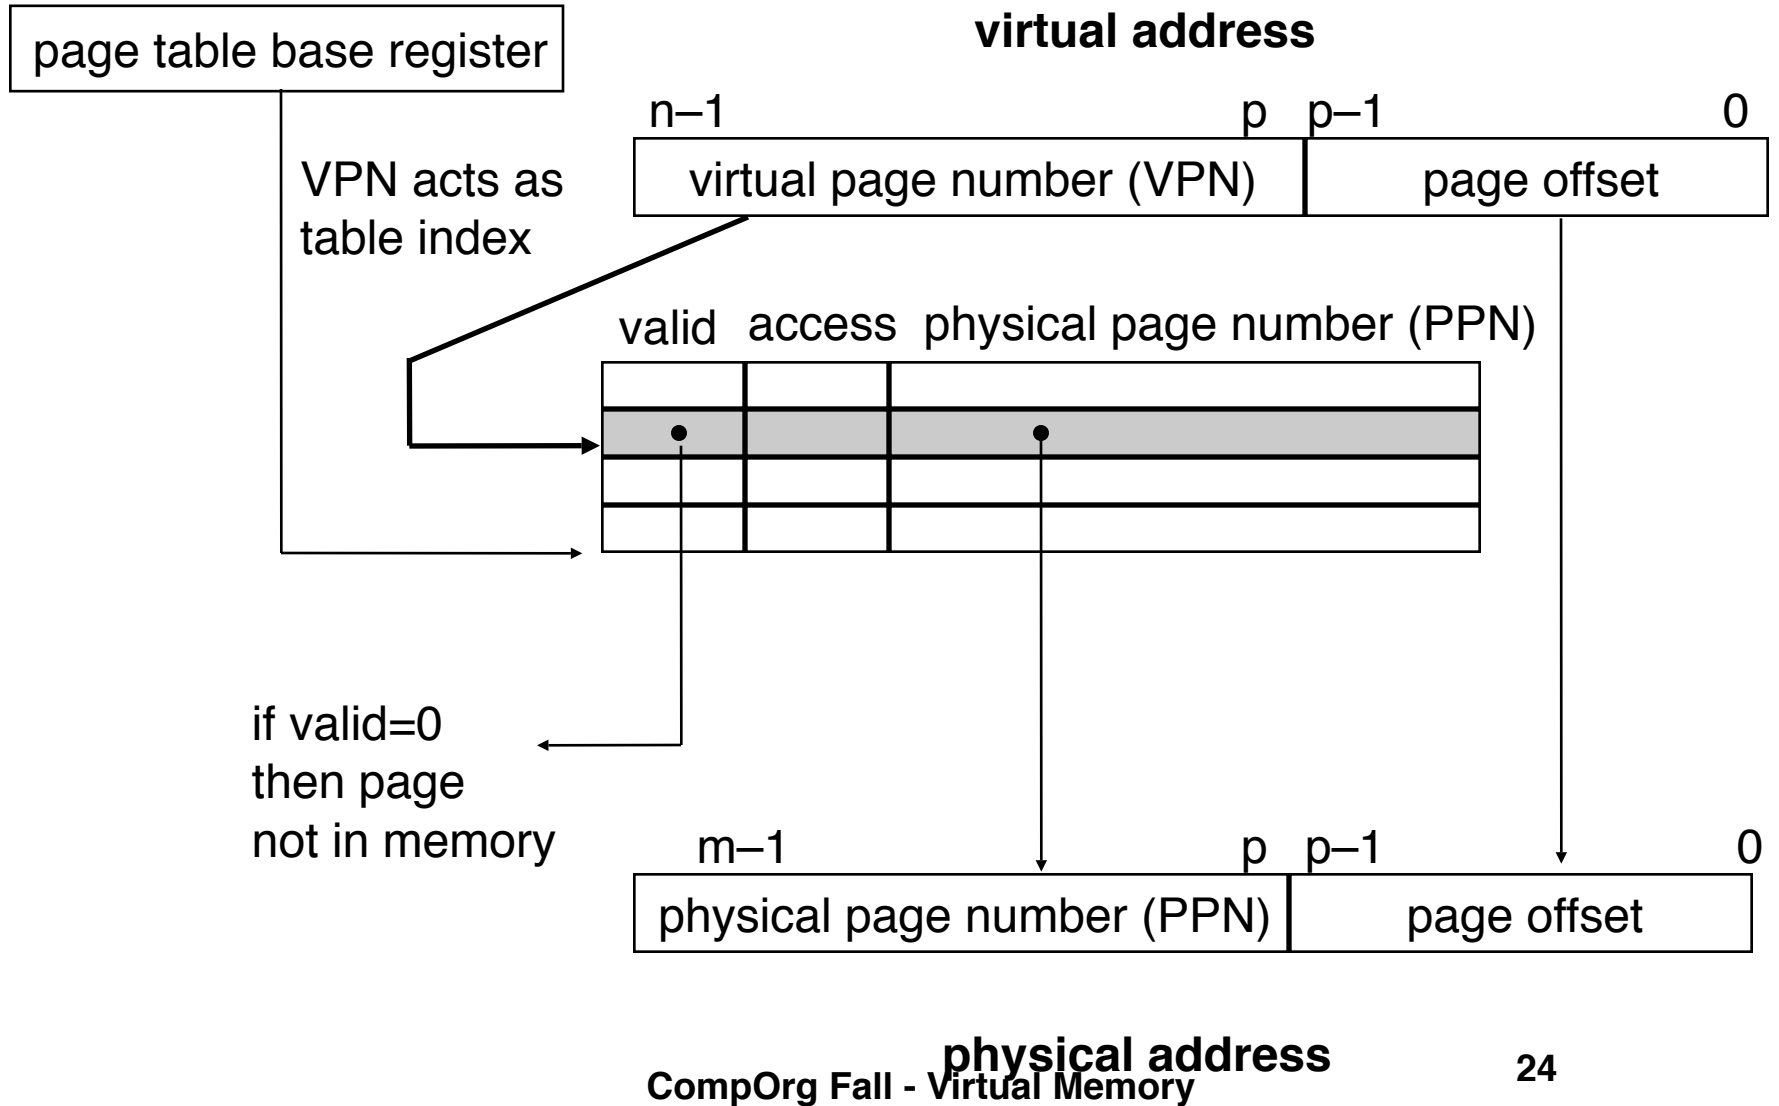 page table base register
virtual address
n–1 p p–1 0
virtual page number (VPN) page offset
VPN acts as
table index
valid access physical page number (PPN)
if valid=0
then page
not in memory
m–1 p p–1 0
physical page number (PPN) page offset
physical address
CompOrg Fall - Virtual Memory
24